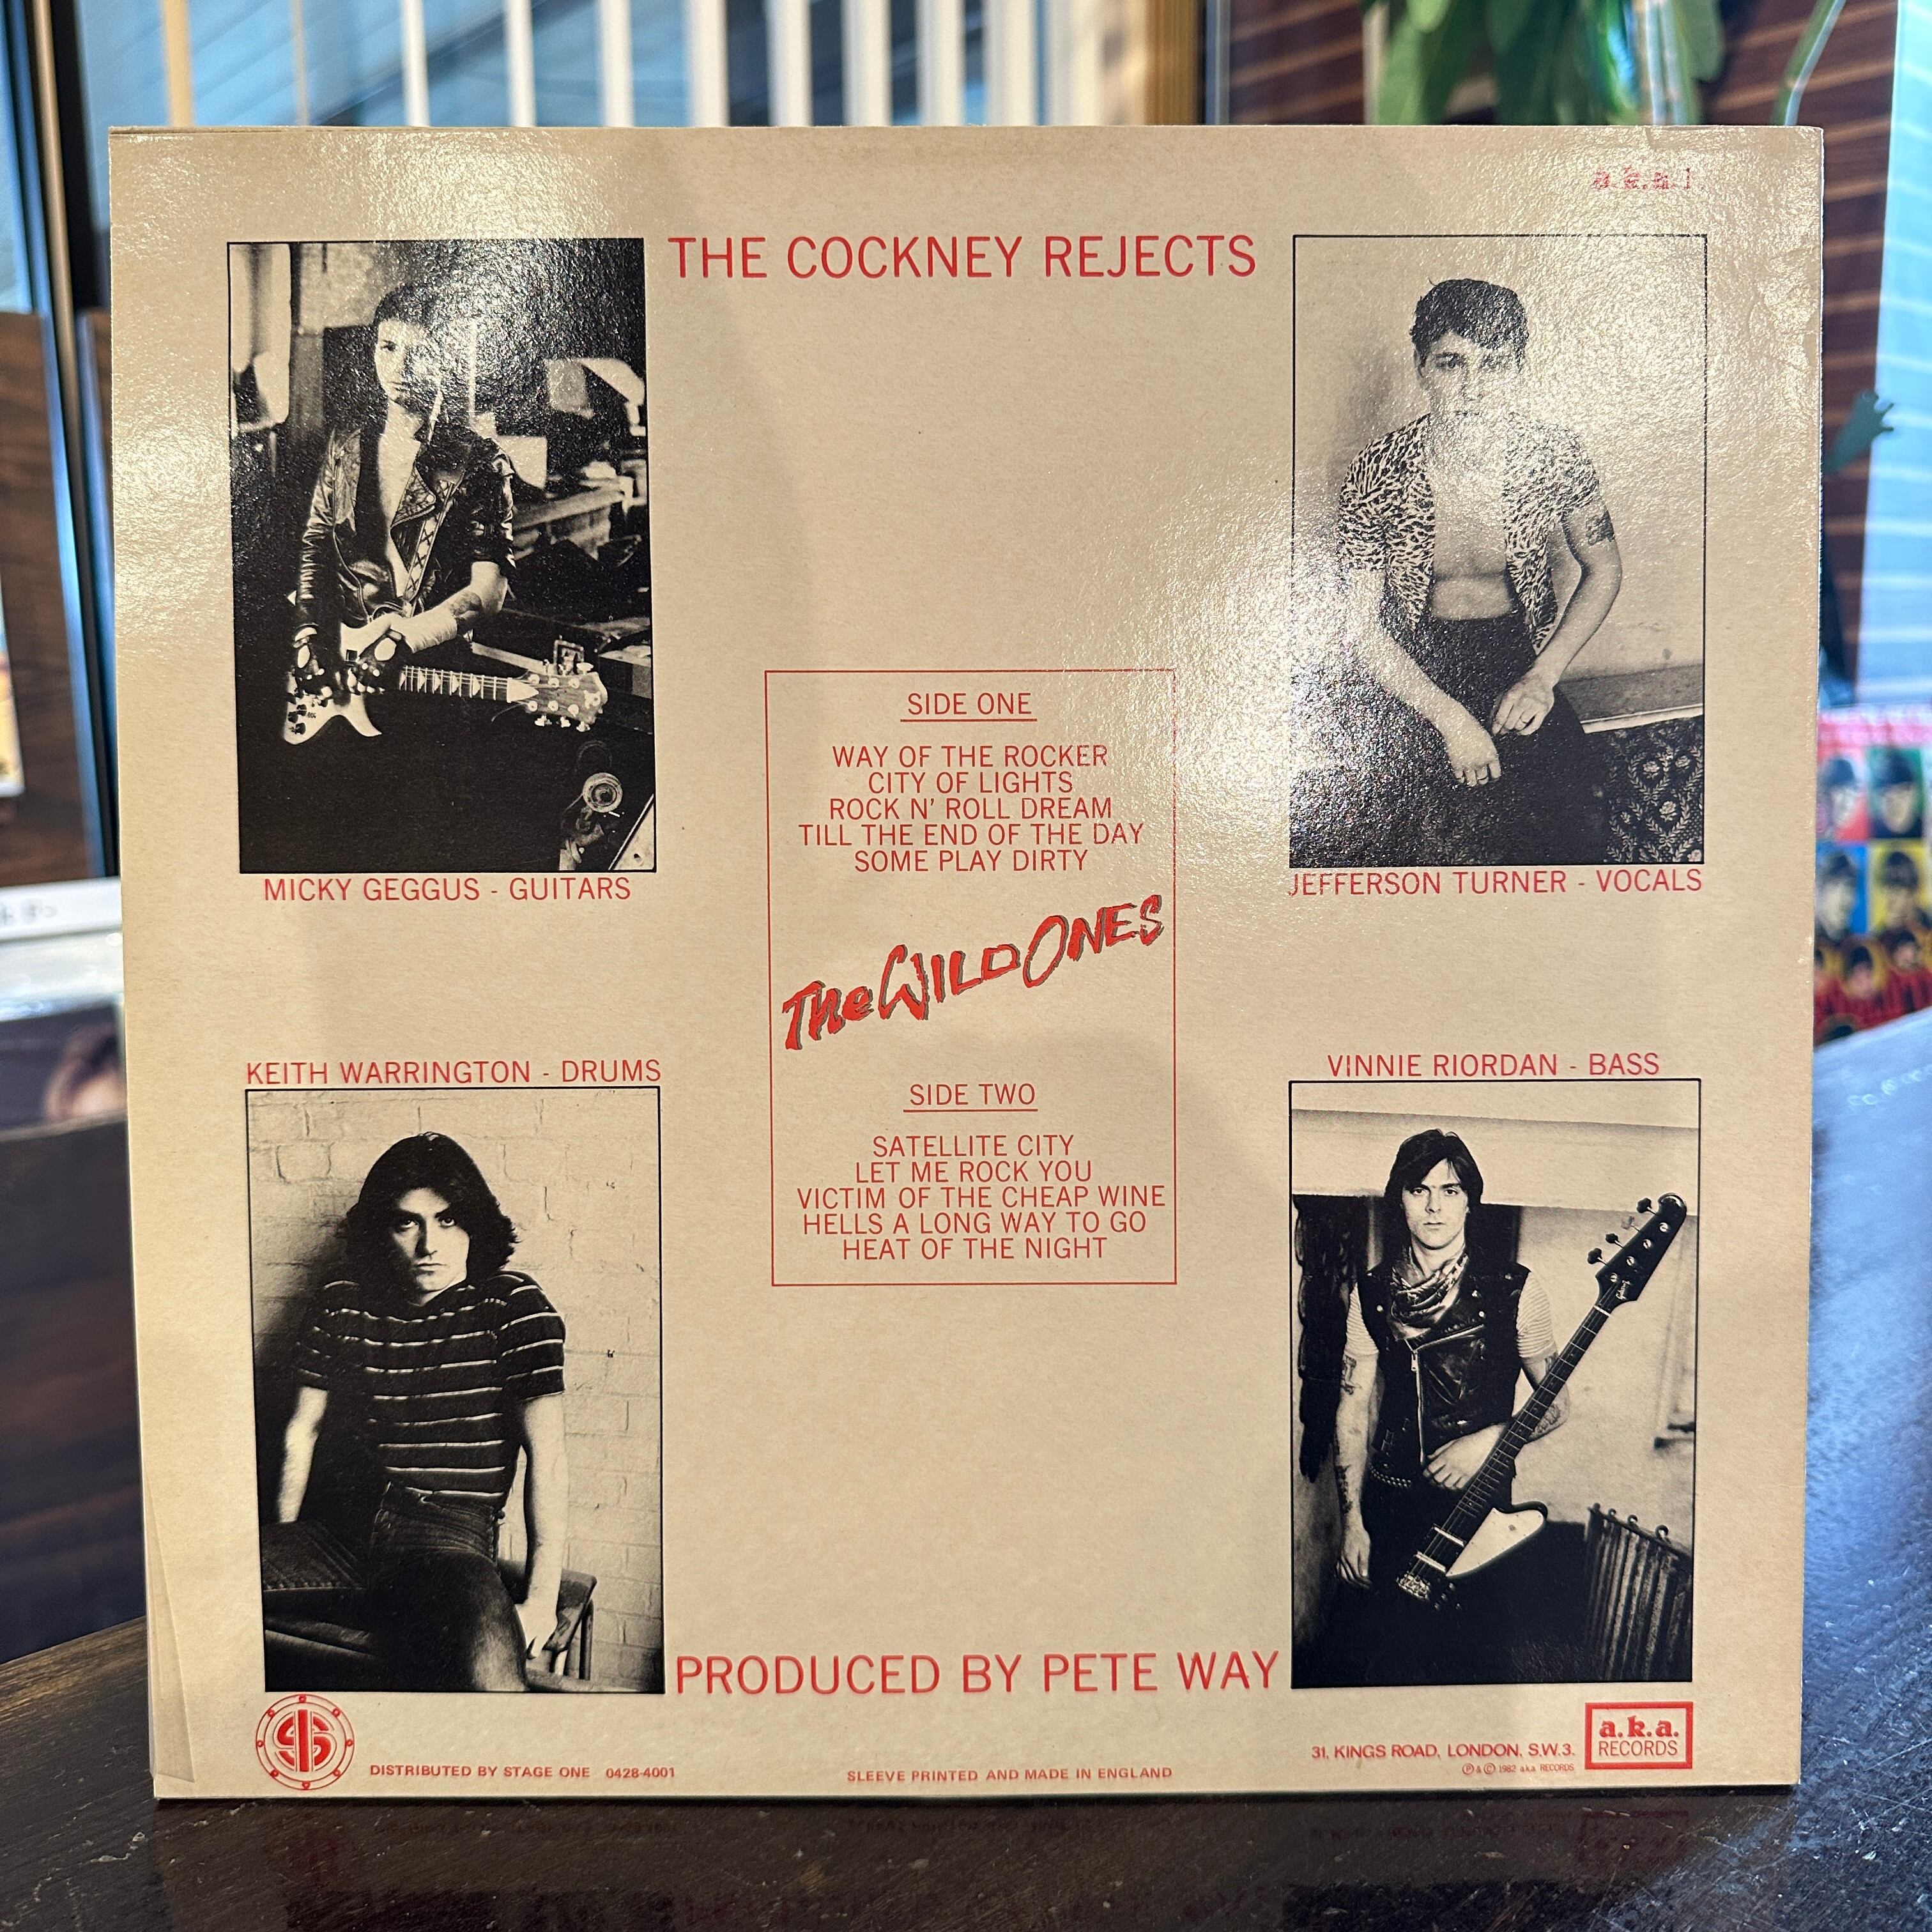 a.k.a.1.
THE COCKNEY REJECTS
MICKY GEGGUS - GUITARS
JEFFERSON TURNER - VOCALS
SIDE ONE
WAY OF THE ROCKER
CITY OF LIGHTS
ROCK N' ROLL DREAM
TILL THE END OF THE DAY
SOME PLAY DIRTY
The WILD ONES
SIDE TWO
SATELLITE CITY
LET ME ROCK YOU
VICTIM OF THE CHEAP WINE
HELLS A LONG WAY TO GO
HEAT OF THE NIGHT
KEITH WARRINGTON - DRUMS
VINNIE RIORDAN - BASS
Gibson
PRODUCED BY PETE WAY
DISTRIBUTED BY STAGE ONE 0428-4001
SLEEVE PRINTED AND MADE IN ENGLAND
31, KINGS ROAD, LONDON, S.W.3.
Ⓟ & © 1982 a.k.a. RECORDS
a.k.a.
RECORDS